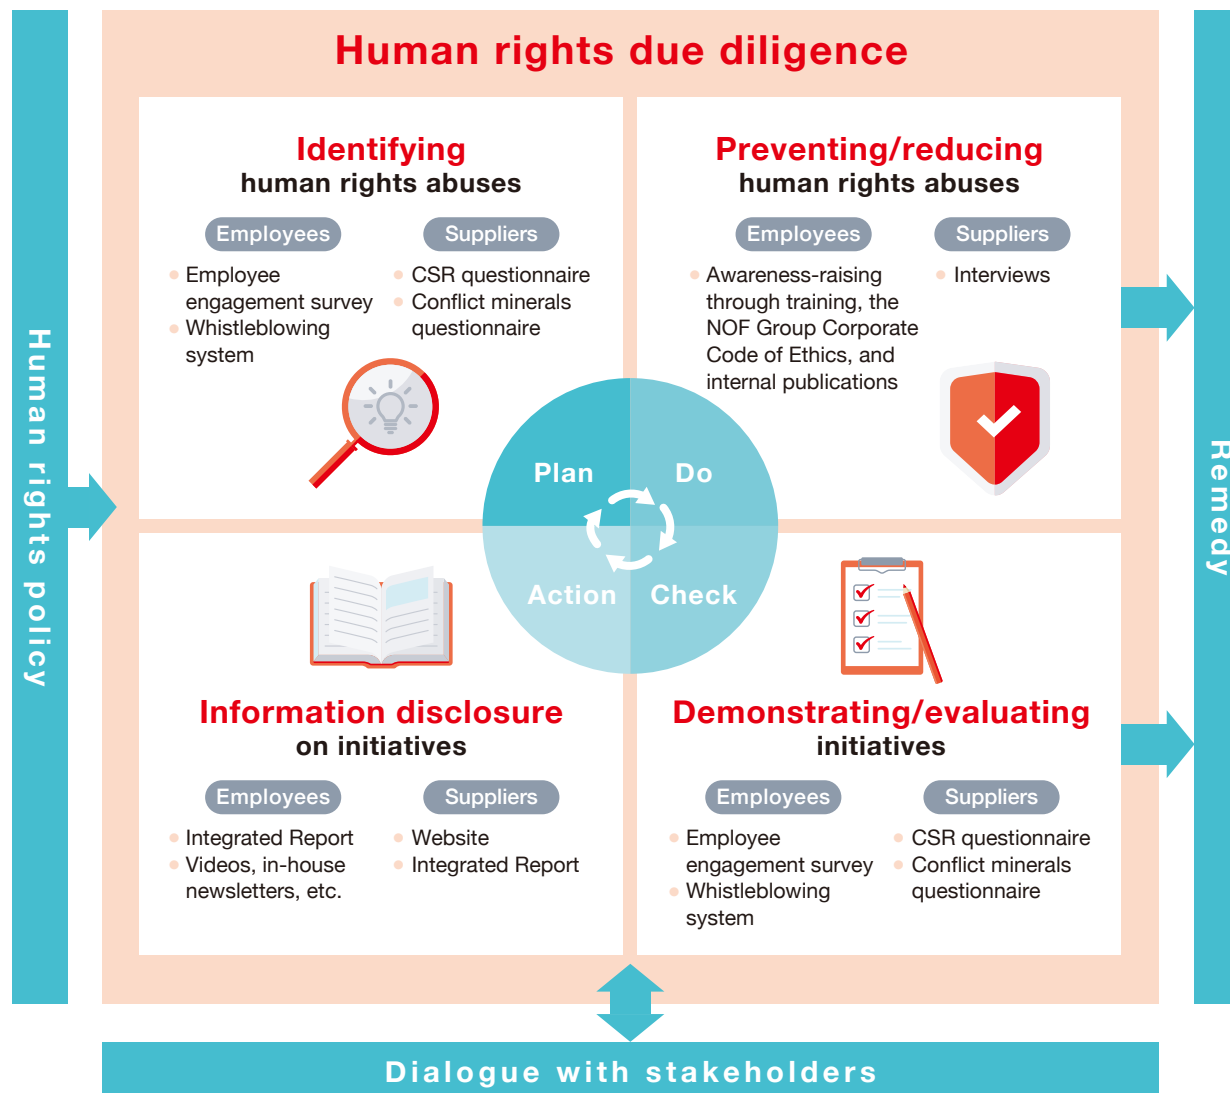 Human rights policy
Human rights due diligence
Identifying
human rights abuses
Employees
Employee
engagement survey
Whistleblowing
system
Suppliers
CSR questionnaire
Conflict minerals
questionnaire
Preventing/reducing
human rights abuses
Employees
Awareness-raising
through training, the
NOF Group Corporate
Code of Ethics, and
internal publications
Suppliers
Interviews
Plan
Do
Action
Check
Information disclosure
on initiatives
Employees
Integrated Report
Videos, in-house
newsletters, etc.
Suppliers
Website
Integrated Report
Demonstrating/evaluating
initiatives
Employees
Employee
engagement survey
Whistleblowing
system
Suppliers
CSR questionnaire
Conflict minerals
questionnaire
Remedy
Dialogue with stakeholders